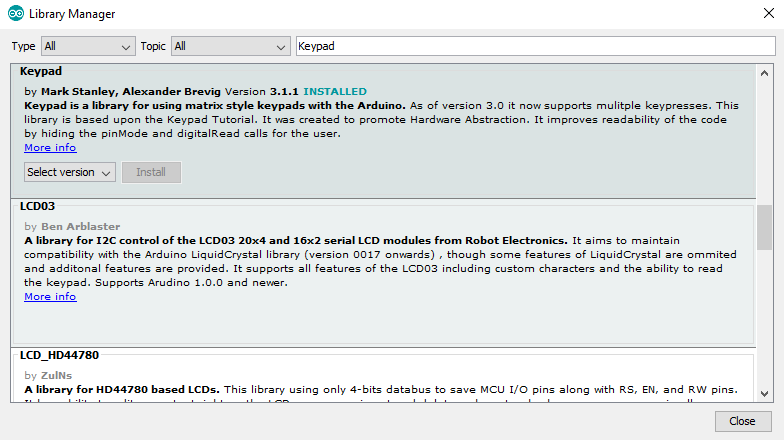 Library Manager
Type All Topic All Keypad
Keypad
by Mark Stanley, Alexander Brevig Version 3.1.1 INSTALLED
Keypad is a library for using matrix style keypads with the Arduino. As of version 3.0 it now supports mulitple keypresses. This
library is based upon the Keypad Tutorial. It was created to promote Hardware Abstraction. It improves readability of the code
by hiding the pinMode and digitalRead calls for the user.
More info
Select version Install
LCD03
by Ben Arblaster
A library for I2C control of the LCD03 20x4 and 16x2 serial LCD modules from Robot Electronics. It aims to maintain
compatibility with the Arduino LiquidCrystal library (version 0017 onwards) , though some features of LiquidCrystal are ommited
and additonal features are provided. It supports all features of the LCD03 including custom characters and the ability to read
the keypad. Supports Arudino 1.0.0 and newer.
More info
LCD_HD44780
by ZulNs
A library for HD44780 based LCDs. This library using only 4-bits databus to save MCU I/O pins along with RS, EN, and RW pins.
Close